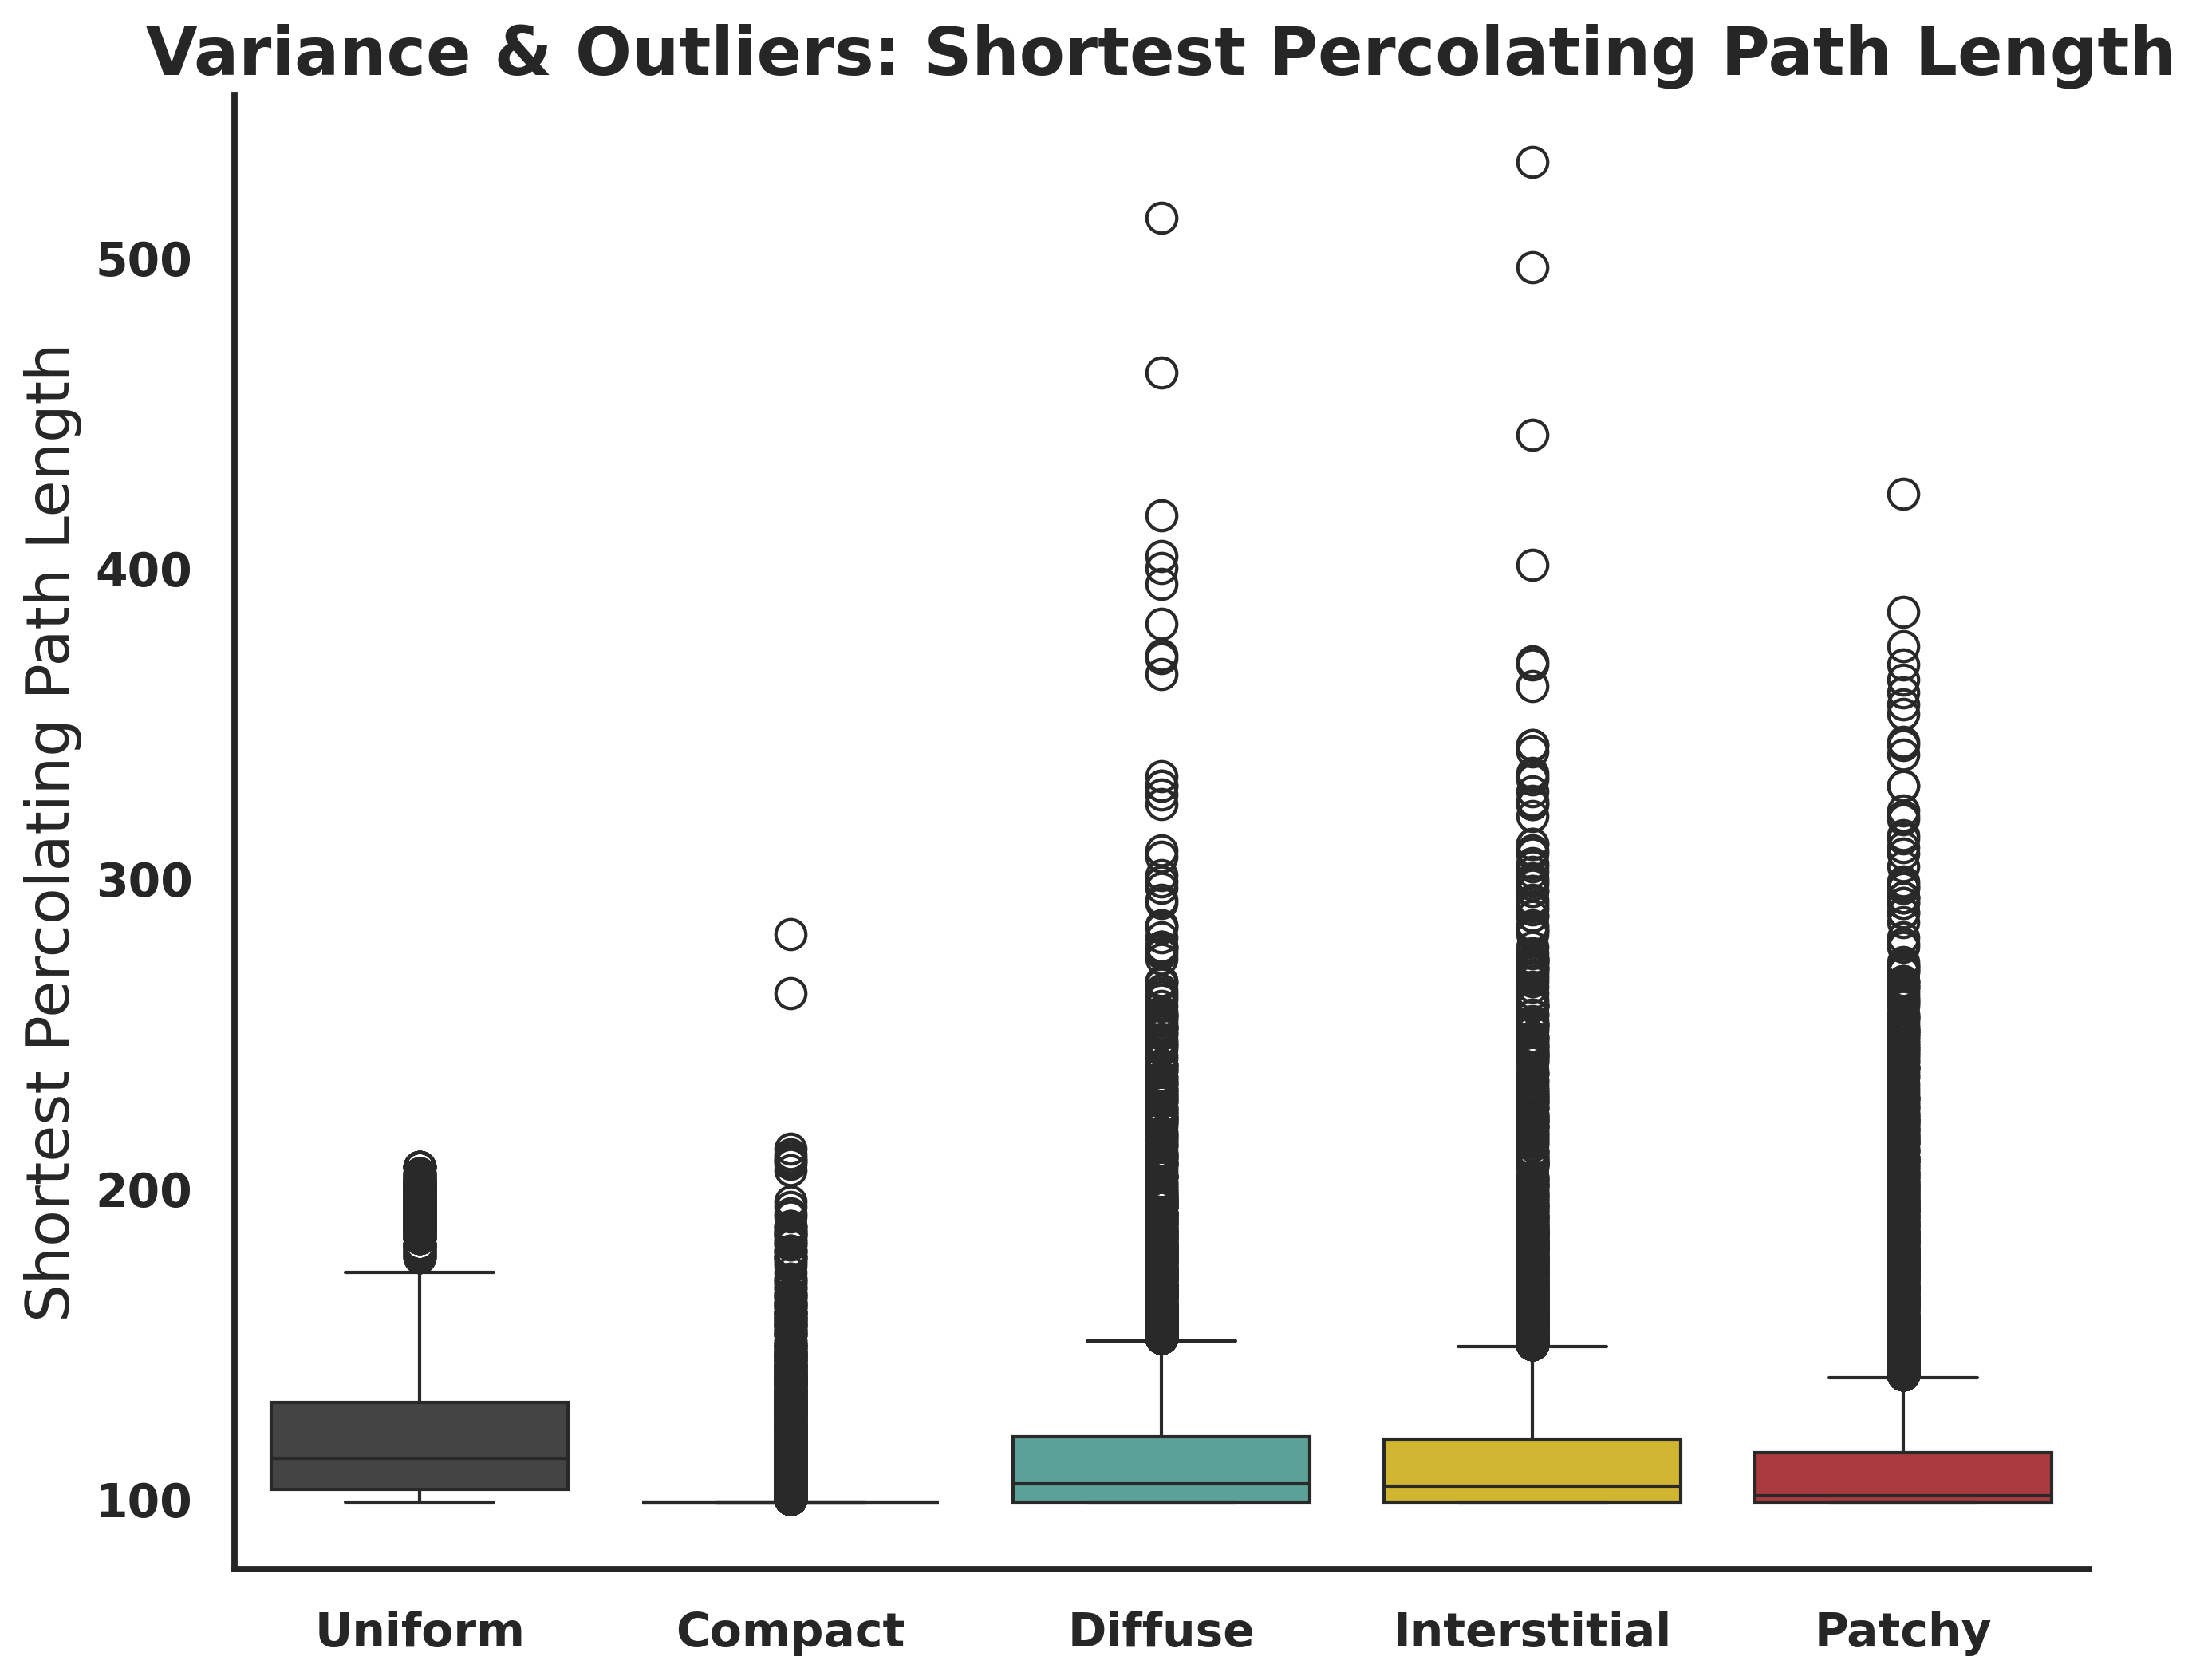 Variance & Outliers: Shortest Percolating Path Length
Shortest Percolating Path Length
500
400
300
200
100
Uniform
Compact
Diffuse
Interstitial
Patchy